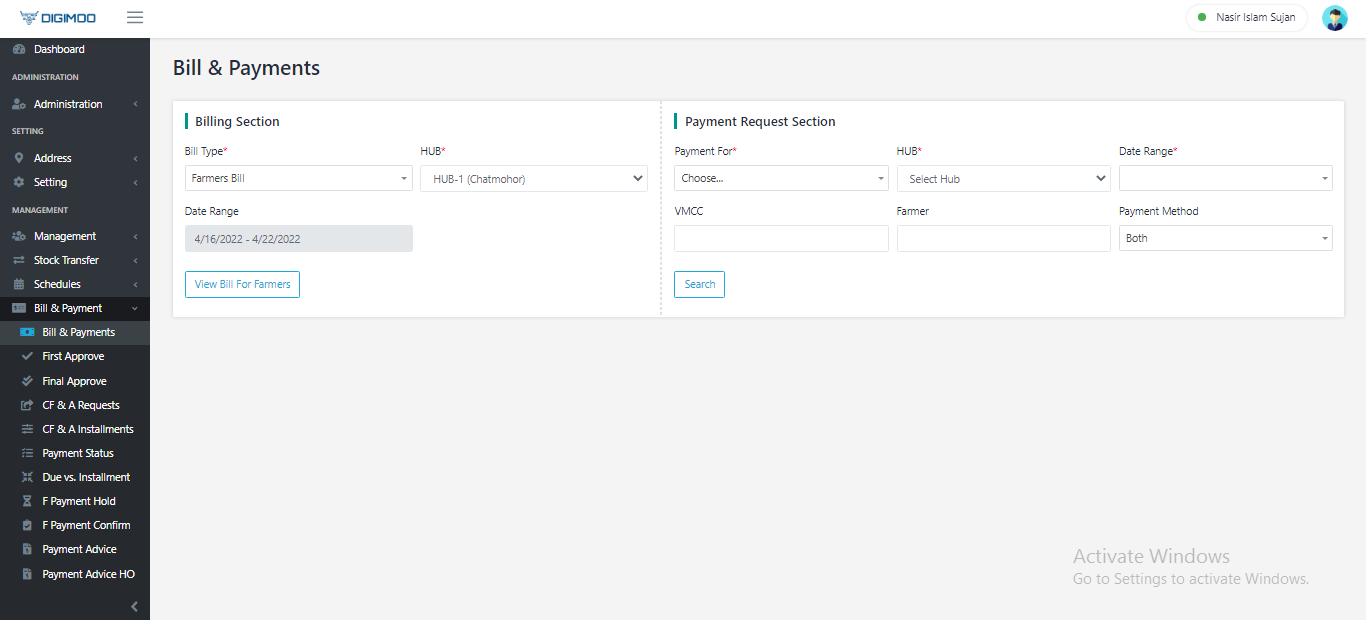 DIGIMOO
Nasir Islam Sujan
Dashboard
ADMINISTRATION
Administration
SETTING
Address
Setting
MANAGEMENT
Management
Stock Transfer
Schedules
Bill & Payment
Bill & Payments
First Approve
Final Approve
CF & A Requests
CF & A Installments
Payment Status
Due vs. Installment
F Payment Hold
F Payment Confirm
Payment Advice
Payment Advice HO
Bill & Payments
Billing Section
Bill Type*
HUB*
Farmers Bill
HUB-1 (Chatmohor)
Date Range
4/16/2022 - 4/22/2022
View Bill For Farmers
Payment Request Section
Payment For*
HUB*
Date Range*
Choose...
Select Hub
VMCC
Farmer
Payment Method
Both
Search
Activate Windows
Go to Settings to activate Windows.